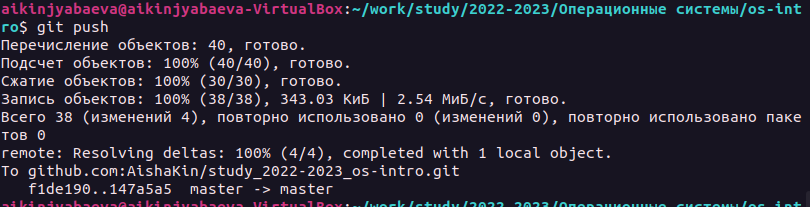 aikinjyabaeva@aikinjyabaeva-VirtualBox:~/work/study/2022-2023/Операционные системы/os-int
ro$ git push
Перечисление объектов: 40, готово.
Подсчет объектов: 100% (40/40), готово.
Сжатие объектов: 100% (30/30), готово.
Запись объектов: 100% (38/38), 343.03 КиБ | 2.54 МиБ/с, готово.
Всего 38 (изменений 4), повторно использовано 0 (изменений 0), повторно использовано паке
тов 0
remote: Resolving deltas: 100% (4/4), completed with 1 local object.
To github.com:AishaKin/study_2022-2023_os-intro.git
   f1de190..147a5a5  master -> master
aikinjyabaeva@aikinjyabaeva-VirtualBox:~/work/study/2022-2023/Операционные системы/os-int